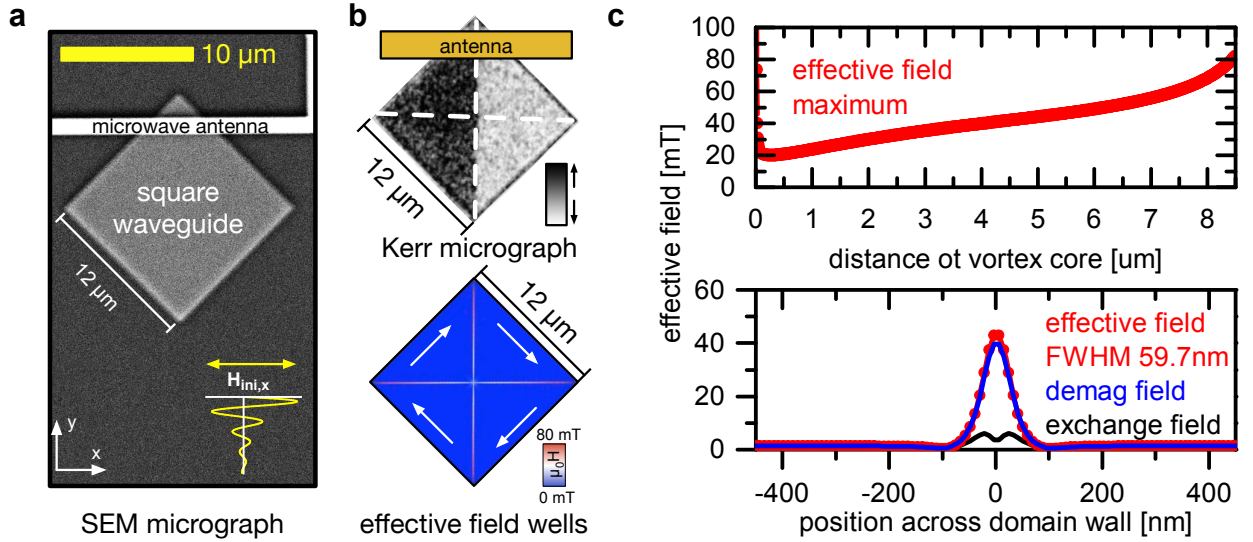 a
10 µm
microwave antenna
square
waveguide
12 µm
H_ini,x
y
x
SEM micrograph
b
antenna
12 µm
Kerr micrograph
12 µm
80 mT
µ₀H
0 mT
effective field wells
c
effective field [mT]
100
80
60
40
20
0
effective field
maximum
0 1 2 3 4 5 6 7 8
distance ot vortex core [um]
60
40
20
0
effective field
FWHM 59.7nm
demag field
exchange field
-400 -200 0 200 400
position across domain wall [nm]